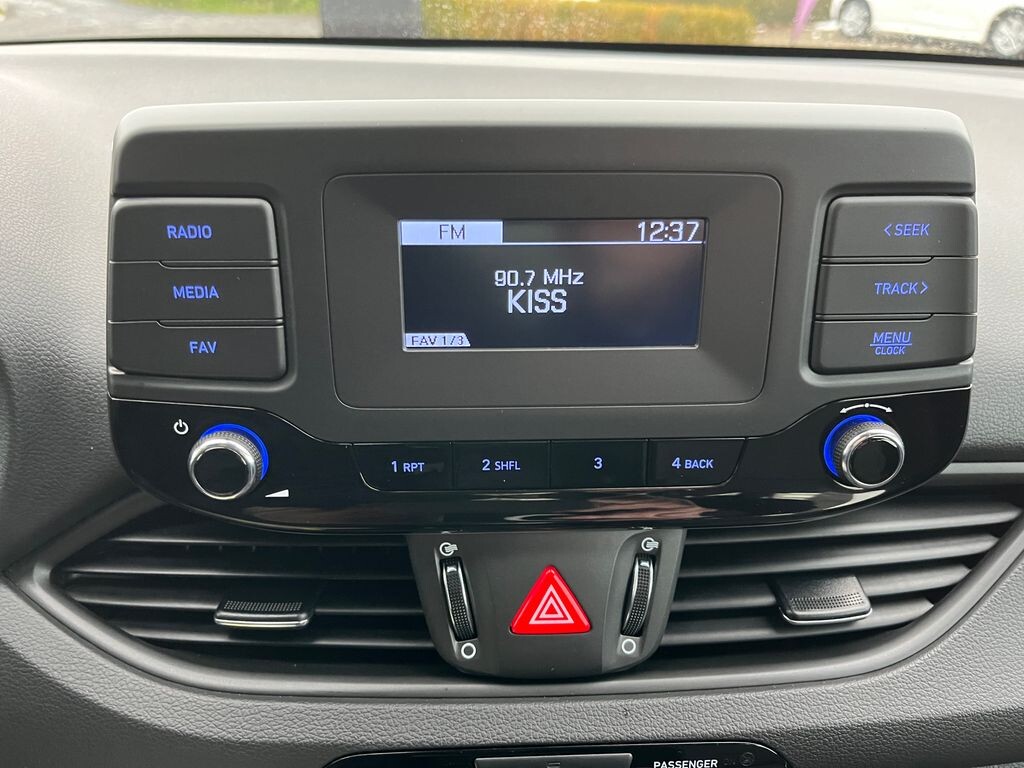 FM 12:37
90.7 MHz
KISS
FAV 1/3
RADIO
MEDIA
FAV
< SEEK
TRACK >
MENU
CLOCK
1 RPT
2 SHFL
3
4 BACK
PASSENGER